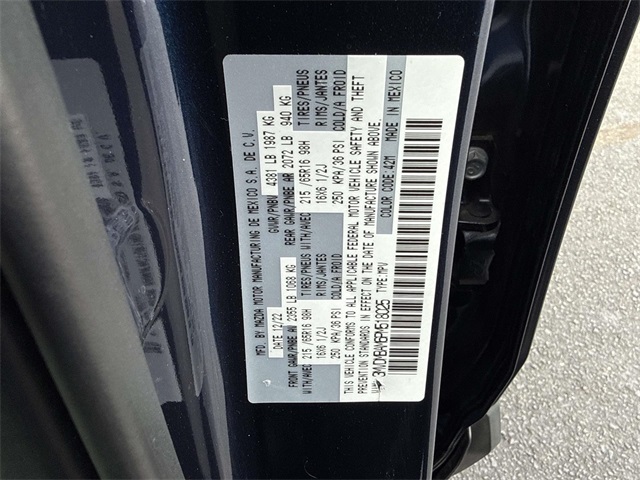 MFD. BY MAZDA MOTOR MANUFACTURING DE MEXICO S.A. DE C.V.
DATE 12/22 GVWR/PNBV 4381 LB 1987 KG
FRONT GAWR/PNBE AV 2355 LB 1068 KG REAR GAWR/PNBE AR 2072 LB 940 KG
WITH/AVEC 215 /65R16 98H TIRES/PNEUS WITH/AVEC 215 /65R16 98H TIRES/PNEUS
16X6 1/2J RIMS/JANTES 16X6 1/2J RIMS/JANTES
250 KPA/36 PSI COLD/A FROID 250 KPA/36 PSI COLD/A FROID
THIS VEHICLE CONFORMS TO ALL APPLICABLE FEDERAL MOTOR VEHICLE SAFETY AND THEFT
PREVENTION STANDARDS IN EFFECT ON THE DATE OF MANUFACTURE SHOWN ABOVE.
TYPE:MPV COLOR CODE: 42M MADE IN MEXICO